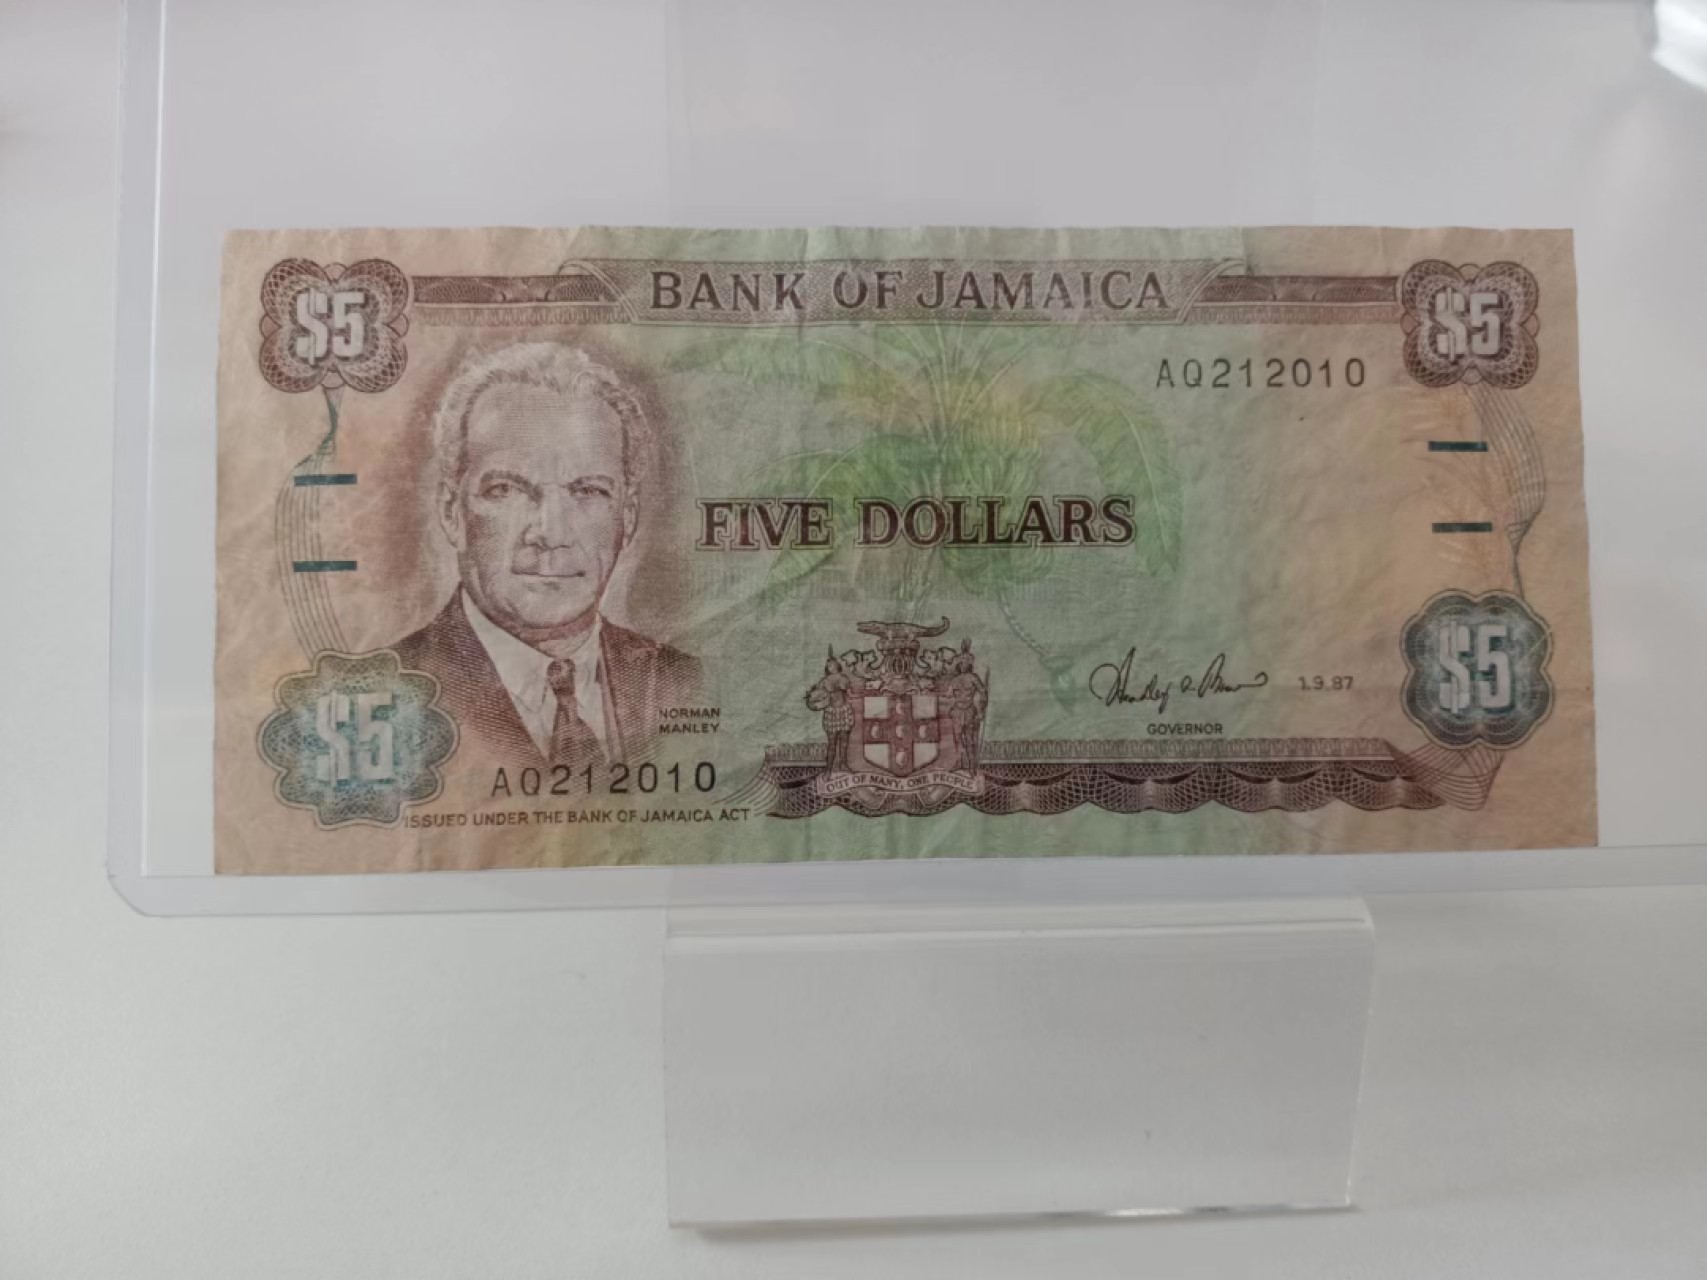 BANK OF JAMAICA
$5
$5
AQ212010
FIVE DOLLARS
NORMAN
MANLEY
1.9.87
GOVERNOR
$5
$5
AQ212010
OUT OF MANY, ONE PEOPLE
ISSUED UNDER THE BANK OF JAMAICA ACT